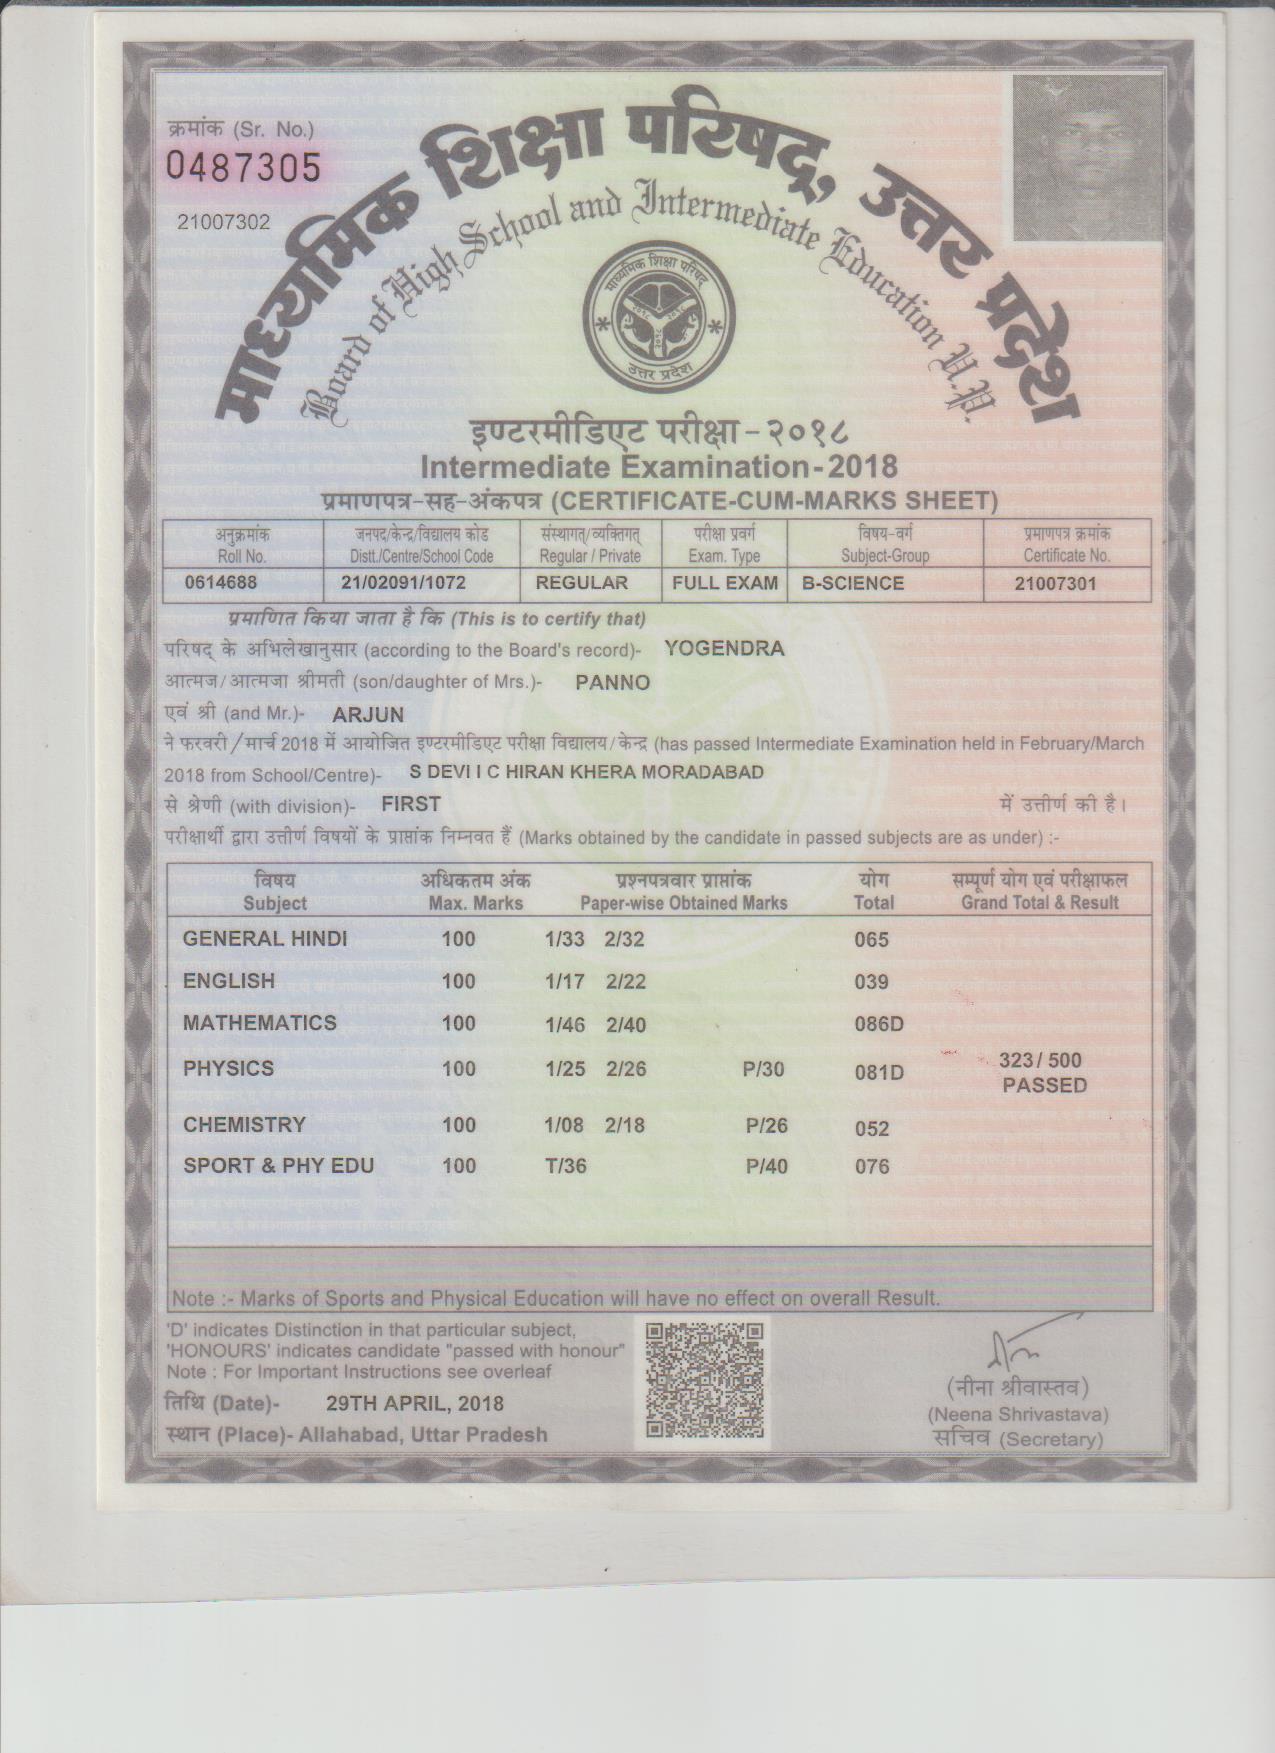 क्रमांक (Sr. No.)
0487305
21007302
माध्यमिक शिक्षा परिषद्, उत्तर प्रदेश
Board of High School and Intermediate Education U.P.
माध्यमिक शिक्षा परिषद
२०१८ २०१८
२०१८
उत्तर प्रदेश
इण्टरमीडिएट परीक्षा - २०१८
Intermediate Examination - 2018
प्रमाणपत्र-सह-अंकपत्र (CERTIFICATE-CUM-MARKS SHEET)
अनुक्रमांक जनपद/केन्द्र/विद्यालय कोड संस्थागत्/व्यक्तिगत् परीक्षा प्रवर्ग विषय-वर्ग प्रमाणपत्र क्रमांक
Roll No. Distt./Centre/School Code Regular / Private Exam. Type Subject-Group Certificate No.
0614688 21/02091/1072 REGULAR FULL EXAM B-SCIENCE 21007301
प्रमाणित किया जाता है कि (This is to certify that)
परिषद् के अभिलेखानुसार (according to the Board's record)- YOGENDRA
आत्मज/आत्मजा श्रीमती (son/daughter of Mrs.)- PANNO
एवं श्री (and Mr.)- ARJUN
ने फरवरी/मार्च 2018 में आयोजित इण्टरमीडिएट परीक्षा विद्यालय/केन्द्र (has passed Intermediate Examination held in February/March
2018 from School/Centre)- S DEVI I C HIRAN KHERA MORADABAD
से श्रेणी (with division)- FIRST में उत्तीर्ण की है।
परीक्षार्थी द्वारा उत्तीर्ण विषयों के प्राप्तांक निम्नवत हैं (Marks obtained by the candidate in passed subjects are as under) :-
विषय अधिकतम अंक प्रश्नपत्रवार प्राप्तांक योग सम्पूर्ण योग एवं परीक्षाफल
Subject Max. Marks Paper-wise Obtained Marks Total Grand Total & Result
GENERAL HINDI 100 1/33 2/32 065
ENGLISH 100 1/17 2/22 039
MATHEMATICS 100 1/46 2/40 086D
PHYSICS 100 1/25 2/26 P/30 081D 323/ 500
PASSED
CHEMISTRY 100 1/08 2/18 P/26 052
SPORT & PHY EDU 100 T/36 P/40 076
Note :- Marks of Sports and Physical Education will have no effect on overall Result.
'D' indicates Distinction in that particular subject,
'HONOURS' indicates candidate "passed with honour"
Note : For Important Instructions see overleaf
तिथि (Date)- 29TH APRIL, 2018
स्थान (Place)- Allahabad, Uttar Pradesh
(नीना श्रीवास्तव)
(Neena Shrivastava)
सचिव (Secretary)